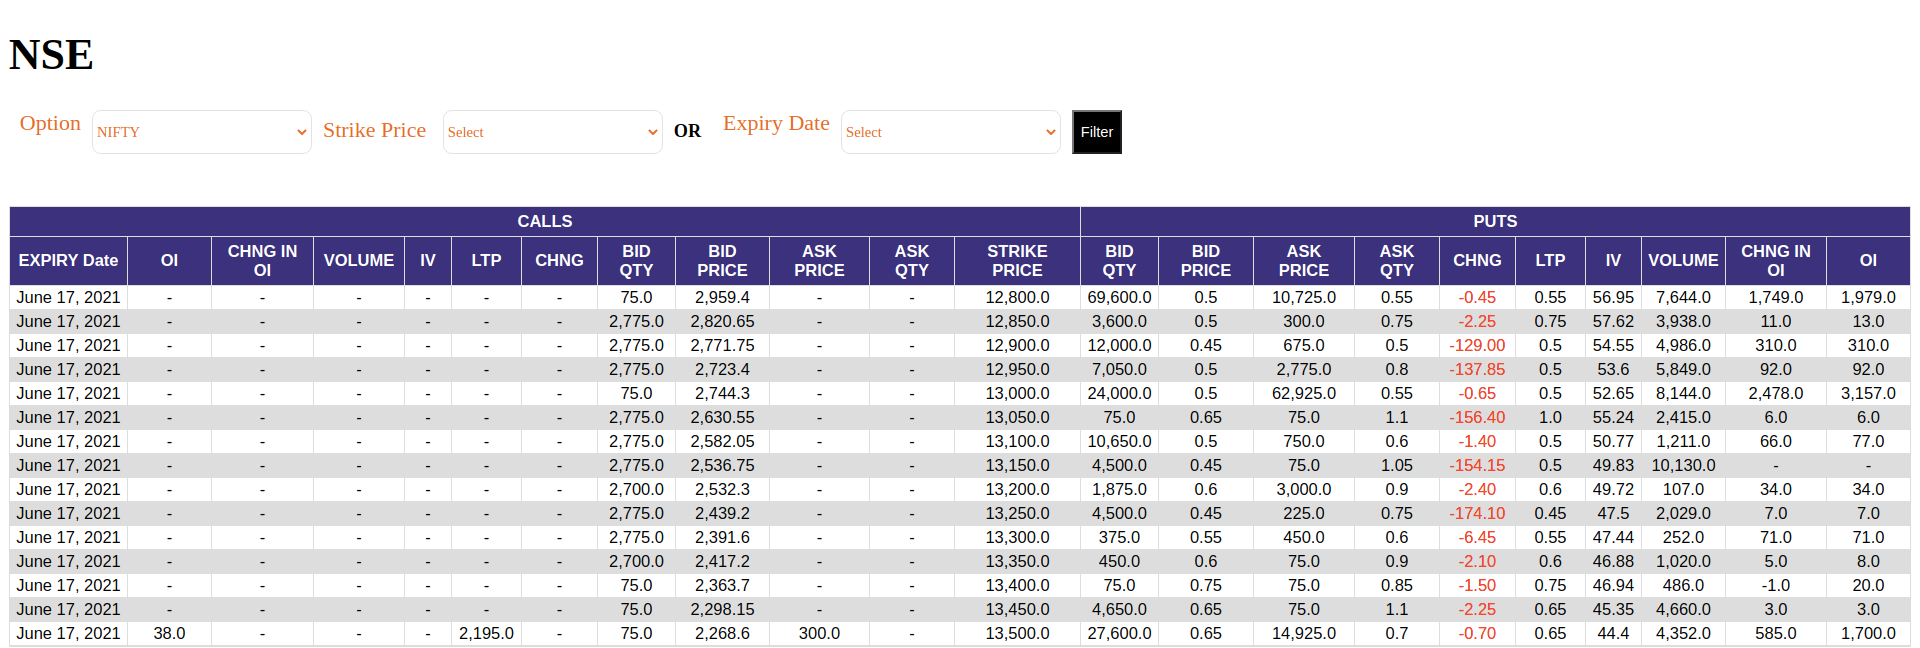 NSE
Option NIFTY Strike Price Select OR Expiry Date Select Filter
CALLS PUTS
EXPIRY Date OI CHNG IN OI VOLUME IV LTP CHNG BID QTY BID PRICE ASK PRICE ASK QTY STRIKE PRICE BID QTY BID PRICE ASK PRICE ASK QTY CHNG LTP IV VOLUME CHNG IN OI OI
June 17, 2021 - - - - - - 75.0 2,959.4 - - 12,800.0 69,600.0 0.5 10,725.0 0.55 -0.45 0.55 56.95 7,644.0 1,749.0 1,979.0
June 17, 2021 - - - - - - 2,775.0 2,820.65 - - 12,850.0 3,600.0 0.5 300.0 0.75 -2.25 0.75 57.62 3,938.0 11.0 13.0
June 17, 2021 - - - - - - 2,775.0 2,771.75 - - 12,900.0 12,000.0 0.45 675.0 0.5 -129.00 0.5 54.55 4,986.0 310.0 310.0
June 17, 2021 - - - - - - 2,775.0 2,723.4 - - 12,950.0 7,050.0 0.5 2,775.0 0.8 -137.85 0.5 53.6 5,849.0 92.0 92.0
June 17, 2021 - - - - - - 75.0 2,744.3 - - 13,000.0 24,000.0 0.5 62,925.0 0.55 -0.65 0.5 52.65 8,144.0 2,478.0 3,157.0
June 17, 2021 - - - - - - 2,775.0 2,630.55 - - 13,050.0 75.0 0.65 75.0 1.1 -156.40 1.0 55.24 2,415.0 6.0 6.0
June 17, 2021 - - - - - - 2,775.0 2,582.05 - - 13,100.0 10,650.0 0.5 750.0 0.6 -1.40 0.5 50.77 1,211.0 66.0 77.0
June 17, 2021 - - - - - - 2,775.0 2,536.75 - - 13,150.0 4,500.0 0.45 75.0 1.05 -154.15 0.5 49.83 10,130.0 - -
June 17, 2021 - - - - - - 2,700.0 2,532.3 - - 13,200.0 1,875.0 0.6 3,000.0 0.9 -2.40 0.6 49.72 107.0 34.0 34.0
June 17, 2021 - - - - - - 2,775.0 2,439.2 - - 13,250.0 4,500.0 0.45 225.0 0.75 -174.10 0.45 47.5 2,029.0 7.0 7.0
June 17, 2021 - - - - - - 2,775.0 2,391.6 - - 13,300.0 375.0 0.55 450.0 0.6 -6.45 0.55 47.44 252.0 71.0 71.0
June 17, 2021 - - - - - - 2,700.0 2,417.2 - - 13,350.0 450.0 0.6 75.0 0.9 -2.10 0.6 46.88 1,020.0 5.0 8.0
June 17, 2021 - - - - - - 75.0 2,363.7 - - 13,400.0 75.0 0.75 75.0 0.85 -1.50 0.75 46.94 486.0 -1.0 20.0
June 17, 2021 - - - - - - 75.0 2,298.15 - - 13,450.0 4,650.0 0.65 75.0 1.1 -2.25 0.65 45.35 4,660.0 3.0 3.0
June 17, 2021 38.0 - - - 2,195.0 - 75.0 2,268.6 300.0 - 13,500.0 27,600.0 0.65 14,925.0 0.7 -0.70 0.65 44.4 4,352.0 585.0 1,700.0